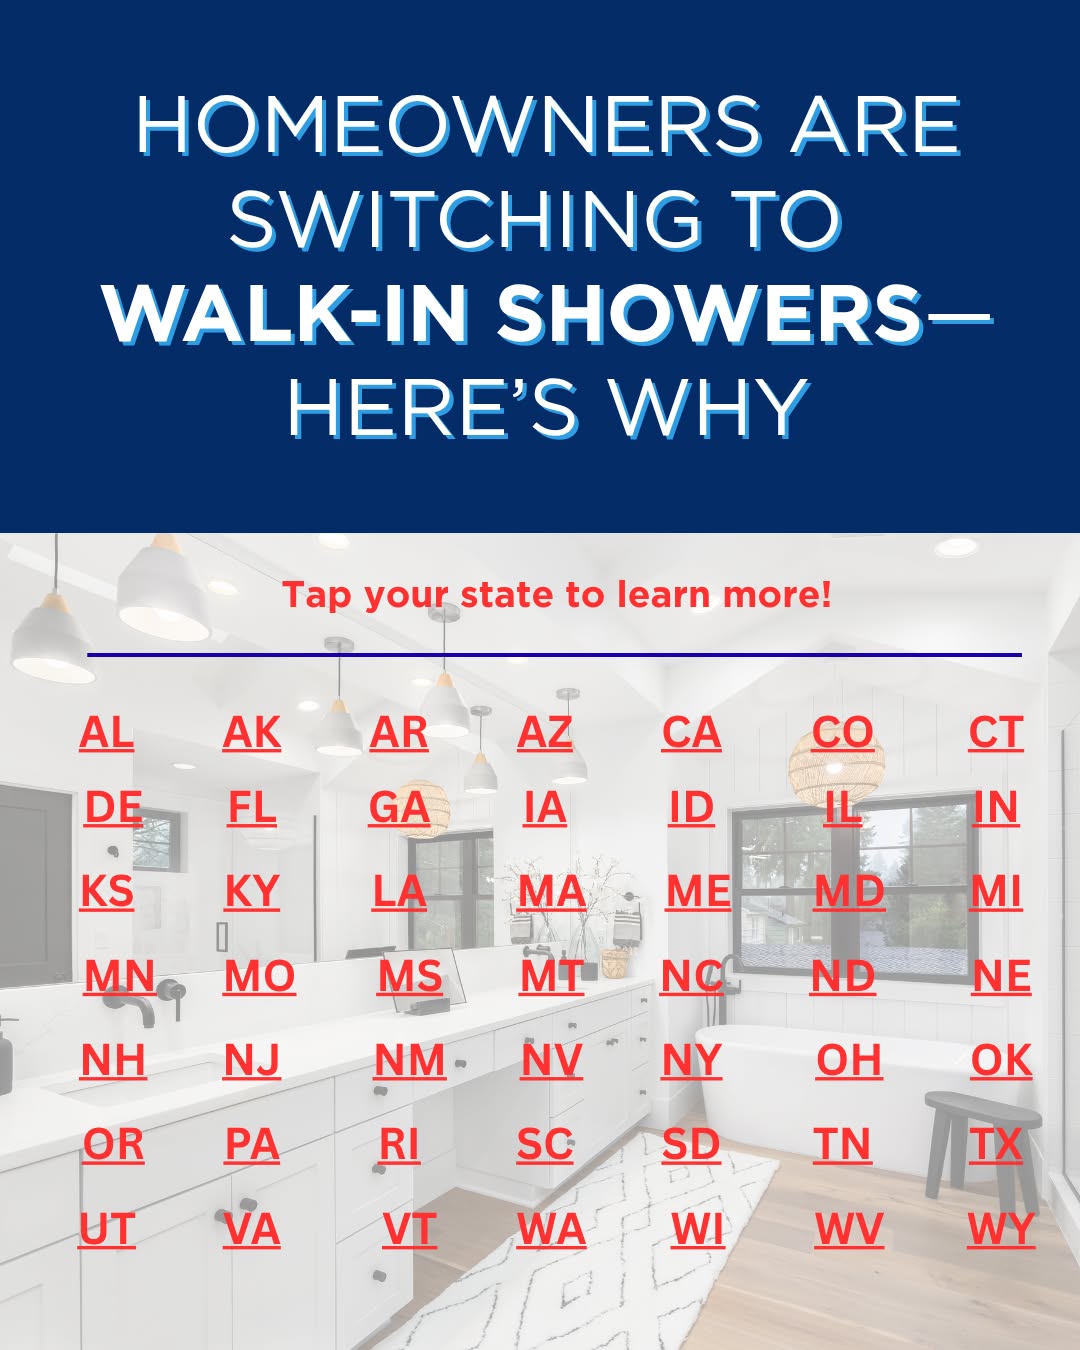 HOMEOWNERS ARE
SWITCHING TO
WALK-IN SHOWERS—
HERE'S WHY
Tap your state to learn more!
AL AK AR AZ CA CO CT
DE FL GA IA ID IL IN
KS KY LA MA ME MD MI
MN MO MS MT NC ND NE
NH NJ NM NV NY OH OK
OR PA RI SC SD TN TX
UT VA VT WA WI WV WY